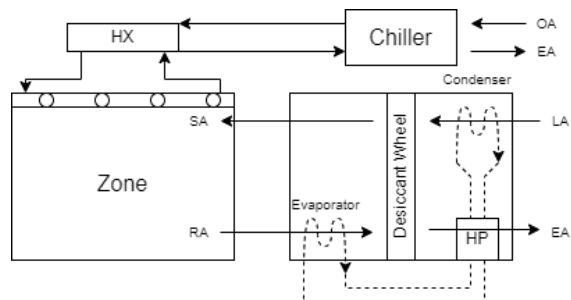 HX
Chiller
OA
EA
Condenser
SA
Desiccant Wheel
LA
Zone
Evaporator
RA
HP
EA